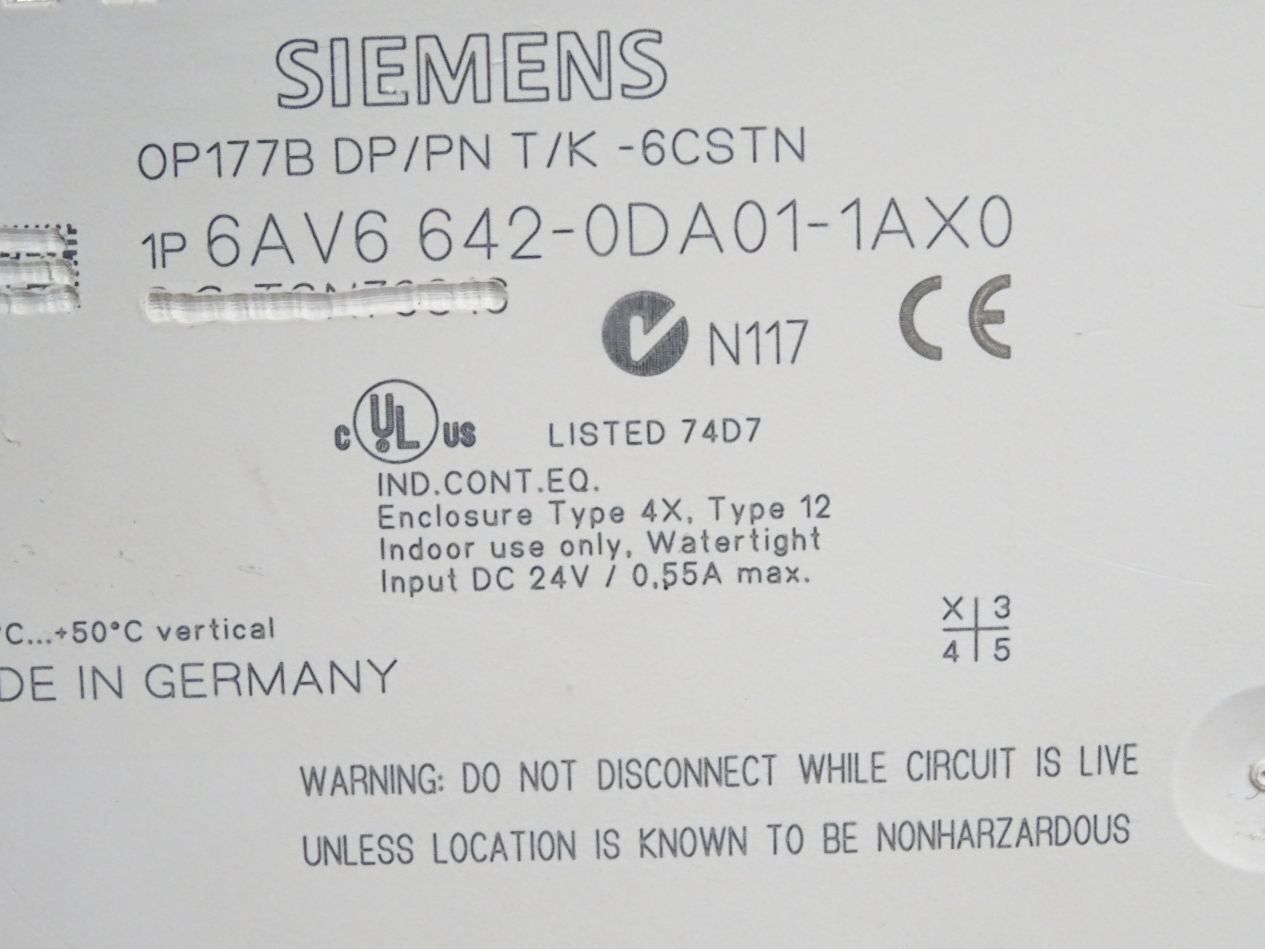 SIEMENS
OP177B DP/PN T/K -6CSTN
1P 6AV6 642-0DA01-1AX0
N117
CE
C UL US LISTED 74D7
IND.CONT.EQ.
Enclosure Type 4X, Type 12
Indoor use only, Watertight
Input DC 24V / 0,55A max.
X 3
4 5
°C...+50°C vertical
DE IN GERMANY
WARNING: DO NOT DISCONNECT WHILE CIRCUIT IS LIVE
UNLESS LOCATION IS KNOWN TO BE NONHARZARDOUS